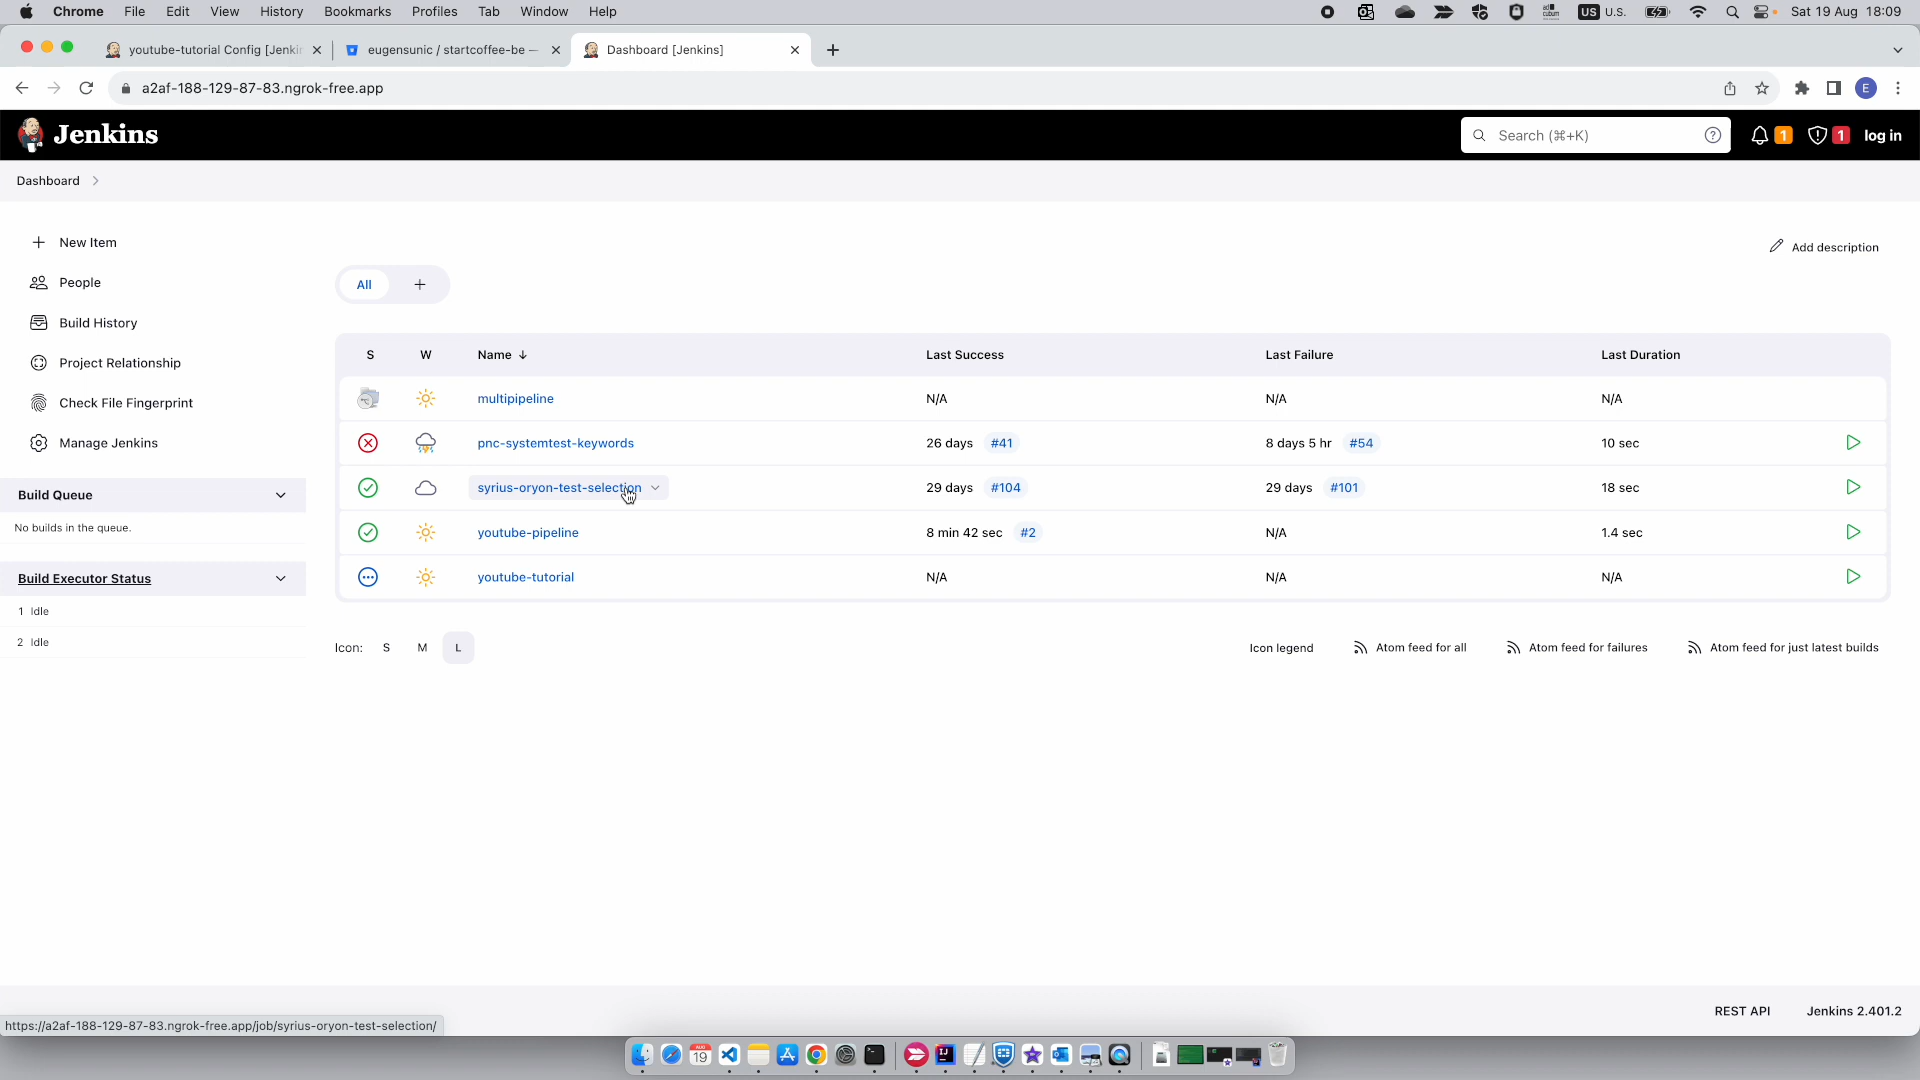 Chrome File Edit View History Bookmarks Profiles Tab Window Help US U.S. Sat 19 Aug 18:09
youtube-tutorial Config [Jenki eugensunic / startcoffee-be — Dashboard [Jenkins]
a2af-188-129-87-83.ngrok-free.app E
Jenkins Search (⌘+K) 1 1 log in
Dashboard
New Item
Add description
People
All +
Build History
S W Name ↓ Last Success Last Failure Last Duration
Project Relationship
multipipeline N/A N/A N/A
Check File Fingerprint
pnc-systemtest-keywords 26 days #41 8 days 5 hr #54 10 sec
Manage Jenkins
syrius-oryon-test-selection 29 days #104 29 days #101 18 sec
Build Queue
No builds in the queue.
youtube-pipeline 8 min 42 sec #2 N/A 1.4 sec
Build Executor Status
youtube-tutorial N/A N/A N/A
1 Idle
2 Idle
Icon: S M L Icon legend Atom feed for all Atom feed for failures Atom feed for just latest builds
REST API Jenkins 2.401.2
https://a2af-188-129-87-83.ngrok-free.app/job/syrius-oryon-test-selection/
AUG
19